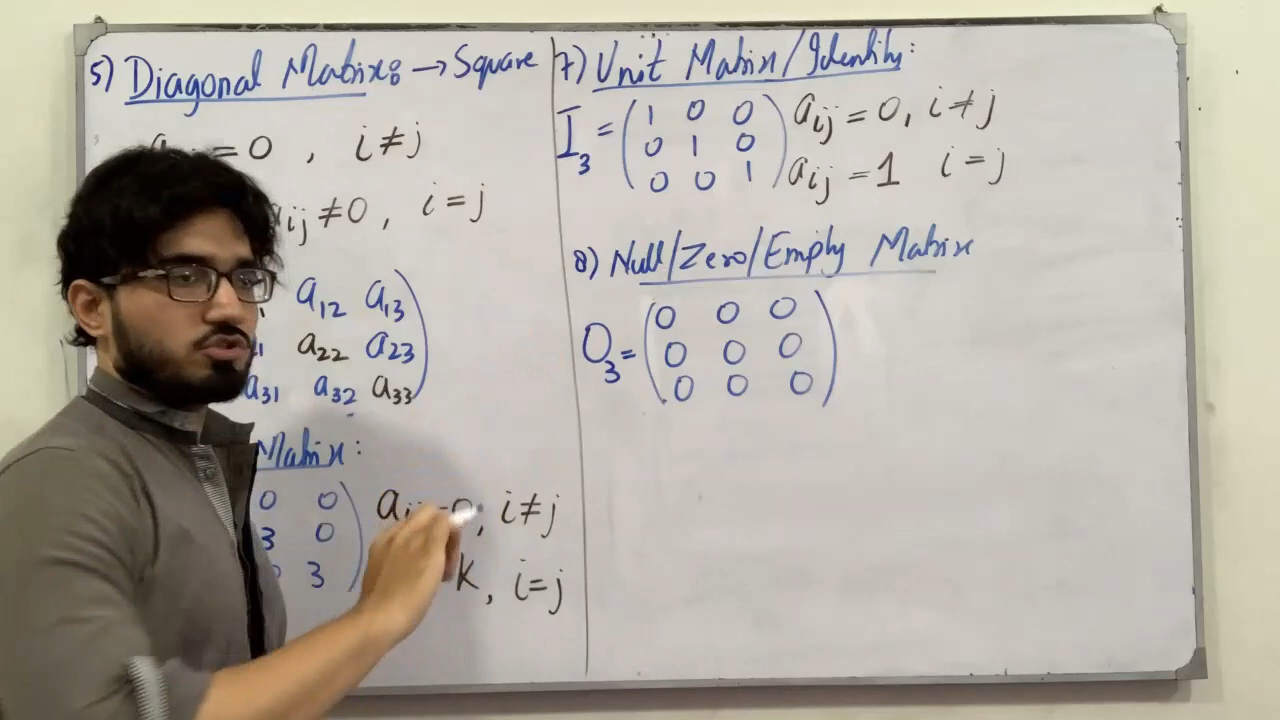 5) Diagonal Matrix: → Square
= 0 , i ≠ j
ij ≠ 0 , i = j
a12 a13
a22 a23
a31 a32 a33
Matrix:
0 0
3 0
3
a , i ≠ j
K , i = j
7) Unit Matrix / Identity:
I3 = ( 1 0 0 )
0 1 0
0 0 1
aij = 0, i ≠ j
aij = 1 i = j
8) Null/Zero/Empty Matrix
O3 = ( 0 0 0 )
0 0 0
0 0 0